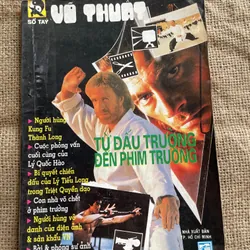 SỔ TAY
VÕ THUẬT
• Người hùng
Kung Fu
Thành Long
• Cuộc phỏng vấn
cuối cùng của
Lý Quốc Hào
• Bí quyết chiến
đấu của Lý Tiểu Long
trong Triệt Quyền đạo
• Con nhà võ chết
ở phim trường
• Người hùng võ
danh của điện ảnh
& sân khấu
TỪ ĐẤU TRƯỜNG
ĐẾN PHIM TRƯỜNG
NHÀ XUẤT BẢN
T.P. HỒ CHÍ MINH